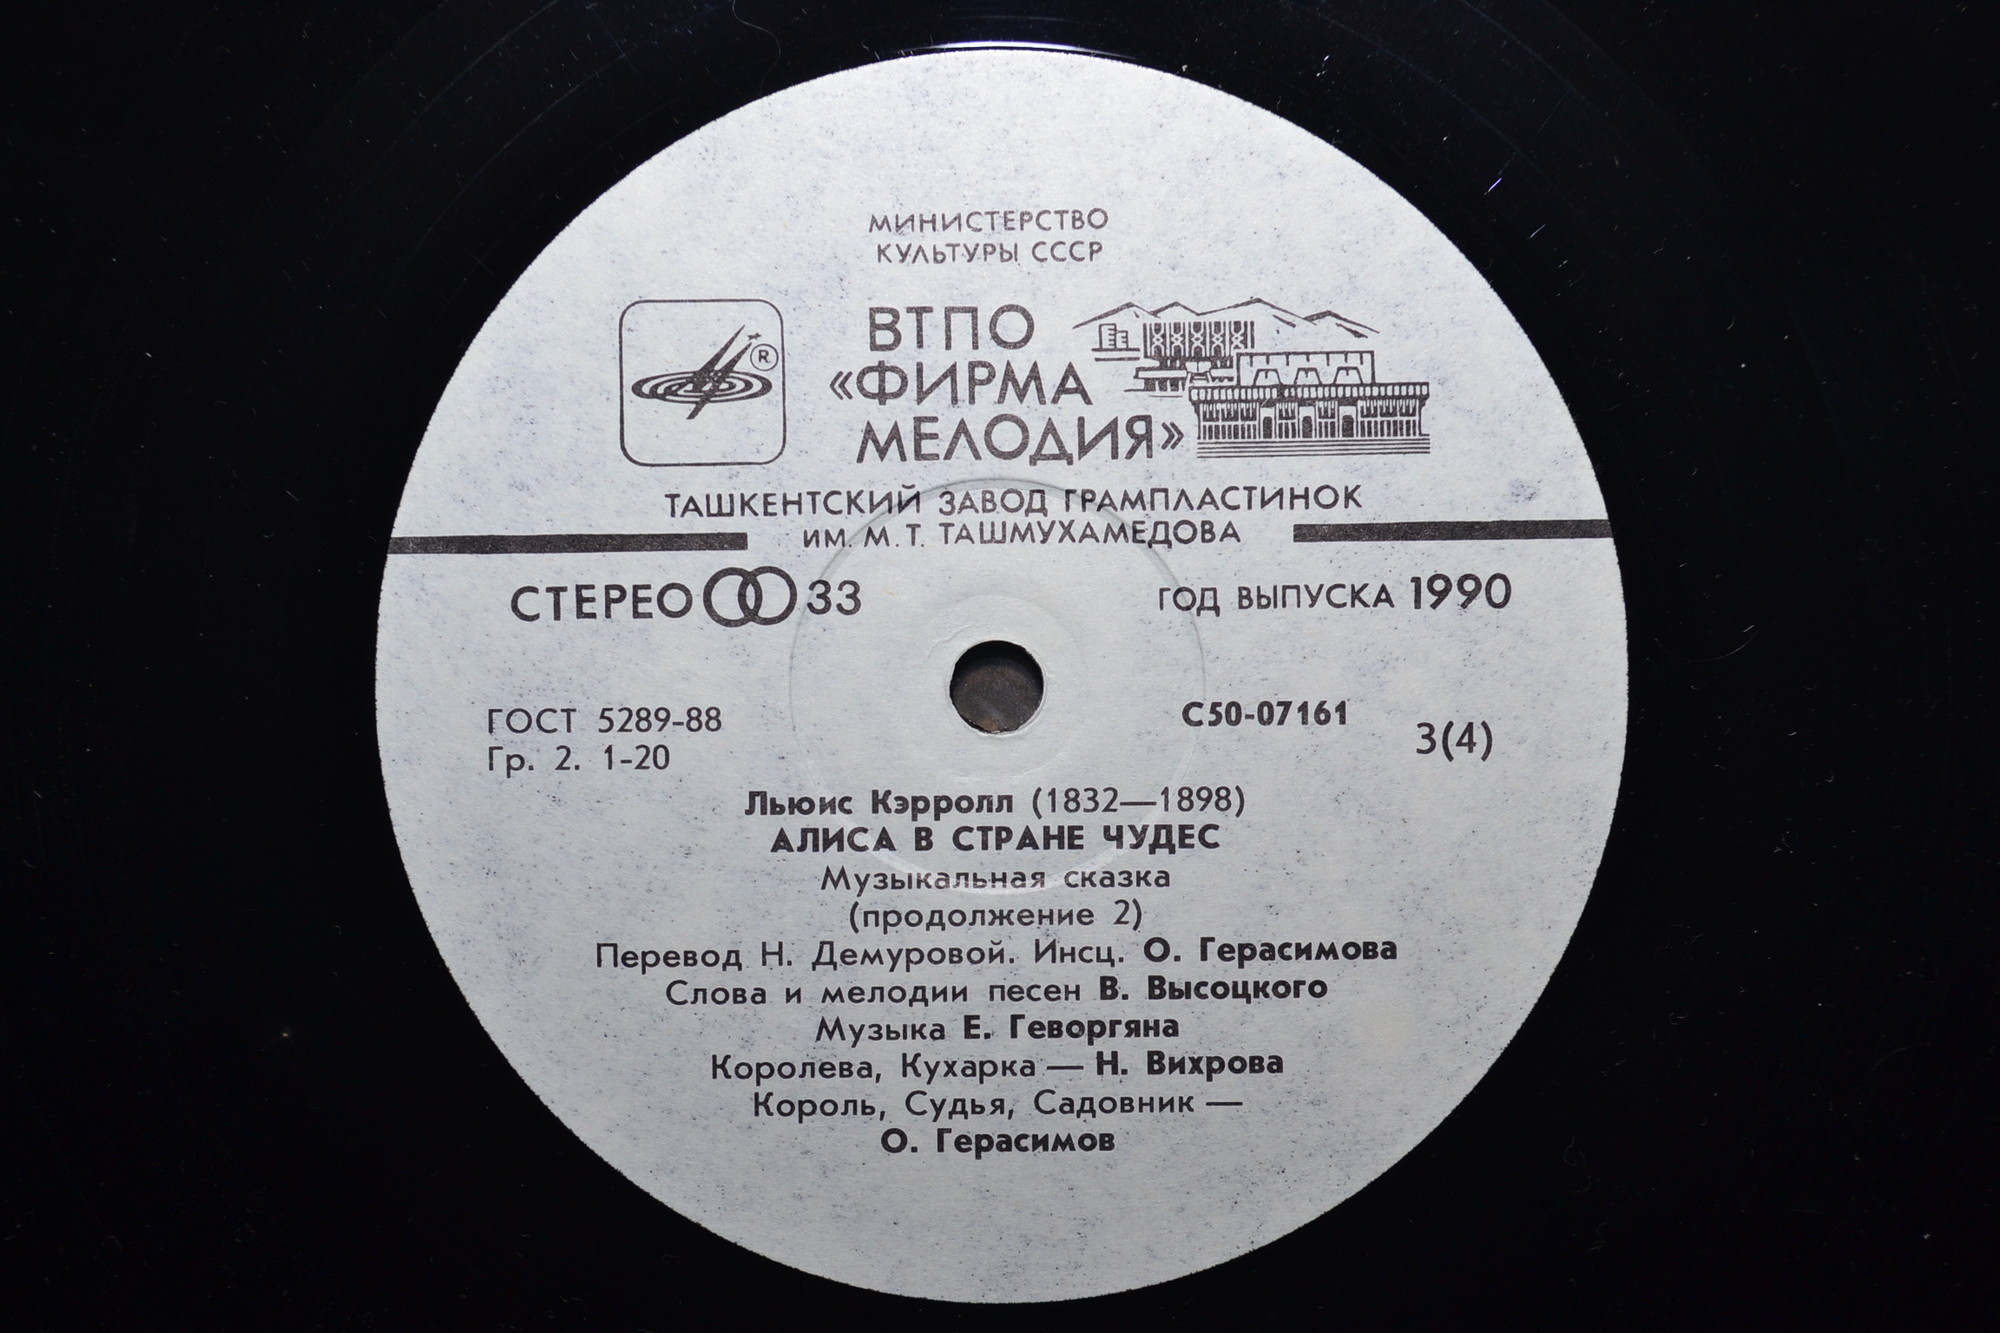 МИНИСТЕРСТВО
КУЛЬТУРЫ СССР
ВТПО
«ФИРМА
МЕЛОДИЯ»
®
ТАШКЕНТСКИЙ ЗАВОД ГРАМПЛАСТИНОК
ИМ. М. Т. ТАШМУХАМЕДОВА
СТЕРЕО 33
ГОД ВЫПУСКА 1990
ГОСТ 5289-88
Гр. 2. 1-20
С50-07161
3(4)
Льюис Кэрролл (1832—1898)
АЛИСА В СТРАНЕ ЧУДЕС
Музыкальная сказка
(продолжение 2)
Перевод Н. Демуровой. Инсц. О. Герасимова
Слова и мелодии песен В. Высоцкого
Музыка Е. Геворгяна
Королева, Кухарка — Н. Вихрова
Король, Судья, Садовник —
О. Герасимов